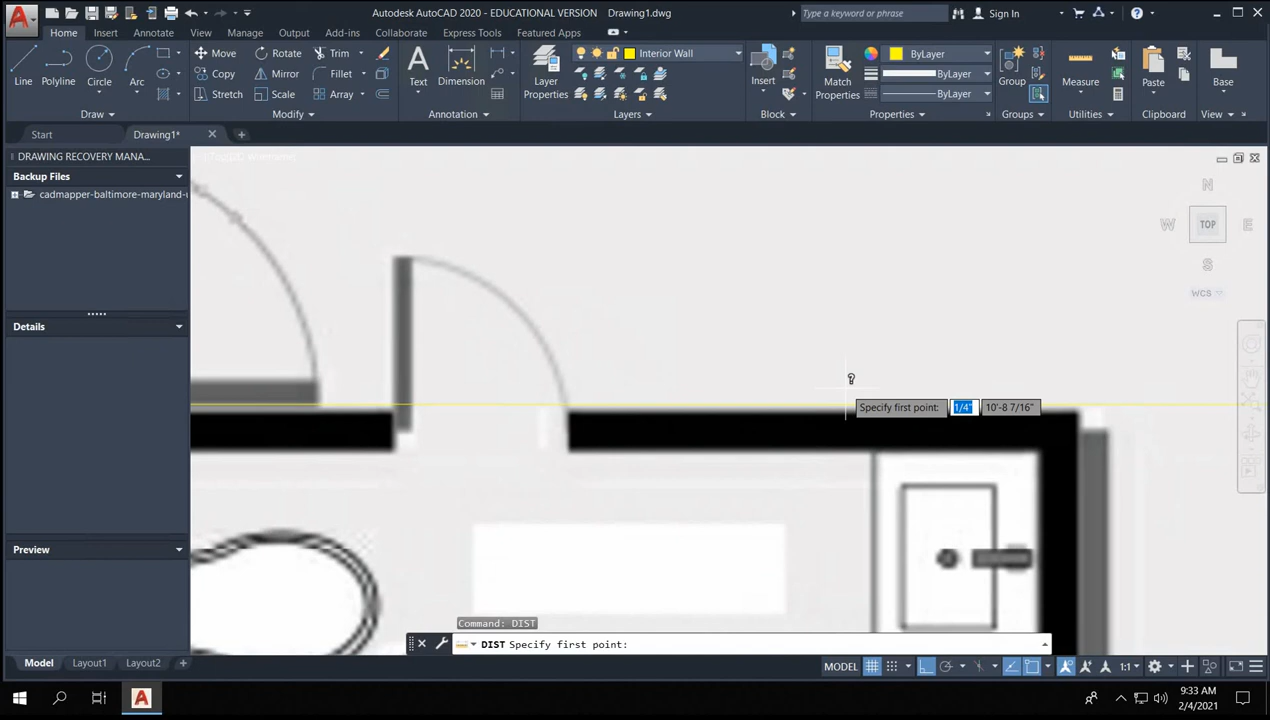 Autodesk AutoCAD 2020 - EDUCATIONAL VERSION Drawing1.dwg
Type a keyword or phrase
Sign In
Home Insert Annotate View Manage Output Add-ins Collaborate Express Tools Featured Apps
Line Polyline Circle Arc
Move Rotate Trim
Copy Mirror Fillet
Stretch Scale Array
Text Dimension
Layer Properties
Interior Wall
Insert
Match Properties
ByLayer
ByLayer
ByLayer
Group
Measure
Paste
Base
Draw Modify Annotation Layers Block Properties Groups Utilities Clipboard View
Start Drawing1*
DRAWING RECOVERY MANA...
Backup Files
cadmapper-baltimore-maryland-u
Details
Preview
N
W TOP E
S
WCS
Specify first point: 1/4" 10'-8 7/16"
Command: DIST
DIST Specify first point:
Model Layout1 Layout2
MODEL 1:1
9:33 AM
2/4/2021